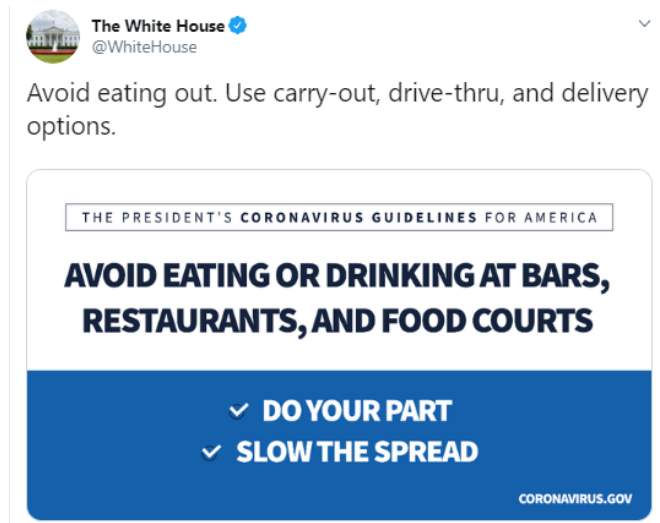 The White House
@WhiteHouse
Avoid eating out. Use carry-out, drive-thru, and delivery
options.
THE PRESIDENT'S CORONAVIRUS GUIDELINES FOR AMERICA
AVOID EATING OR DRINKING AT BARS,
RESTAURANTS, AND FOOD COURTS
DO YOUR PART
SLOW THE SPREAD
CORONAVIRUS.GOV